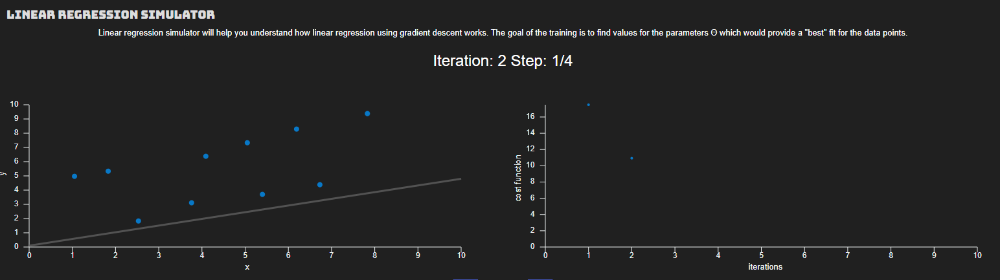 LINEAR REGRESSION SIMULATOR
Linear regression simulator will help you understand how linear regression using gradient descent works. The goal of the training is to find values for the parameters Θ which would provide a "best" fit for the data points.
Iteration: 2 Step: 1/4
10
9
8
7
6
5
4
3
2
1
0
y
0 1 2 3 4 5 6 7 8 9 10
x
16
14
12
10
8
6
4
2
0
cost function
0 1 2 3 4 5 6 7 8 9 10
iterations